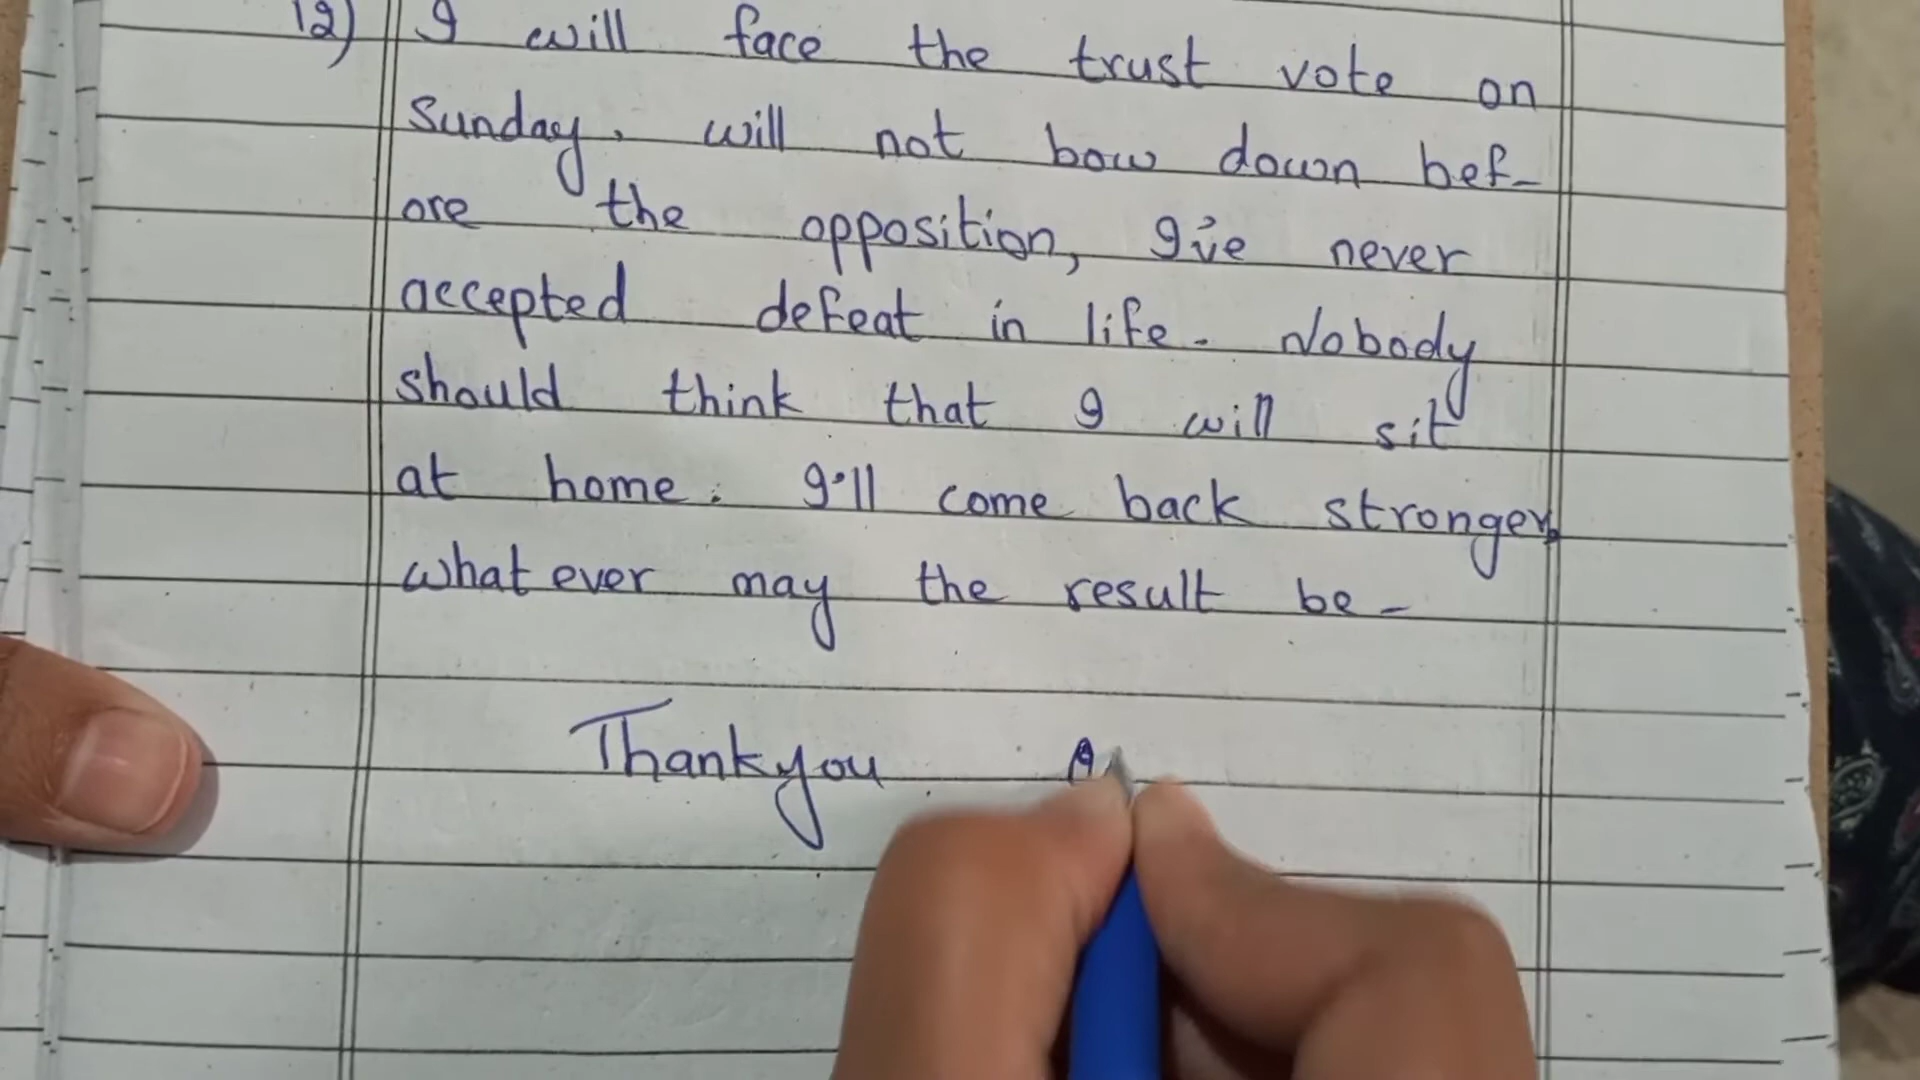 12) I will face the trust vote on
Sunday, will not bow down bef-
ore the opposition, I've never
accepted defeat in life. Nobody
should think that I will sit
at home. I'll come back stronger,
whatever may the result be-
Thankyou